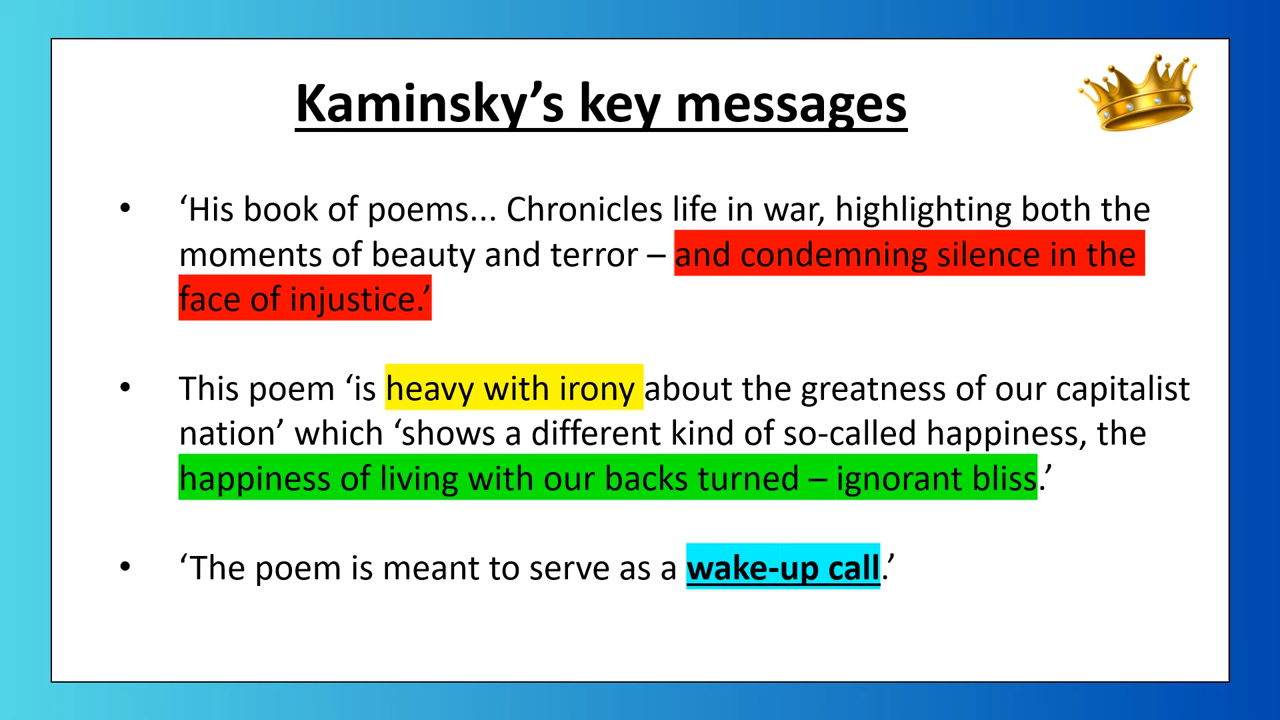 Kaminsky’s key messages
• ‘His book of poems... Chronicles life in war, highlighting both the
moments of beauty and terror – and condemning silence in the
face of injustice.’
• This poem ‘is heavy with irony about the greatness of our capitalist
nation’ which ‘shows a different kind of so-called happiness, the
happiness of living with our backs turned – ignorant bliss.’
• ‘The poem is meant to serve as a wake-up call.’